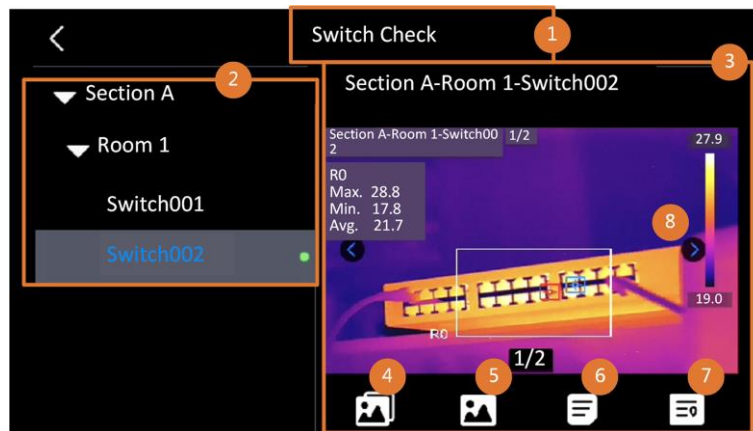 Switch Check
1
2
3
Section A
Room 1
Switch001
Switch002
Section A-Room 1-Switch002
Section A-Room 1-Switch00
2
1/2
27.9
R0
Max. 28.8
Min. 17.8
Avg. 21.7
8
19.0
R0
1/2
4
5
6
7